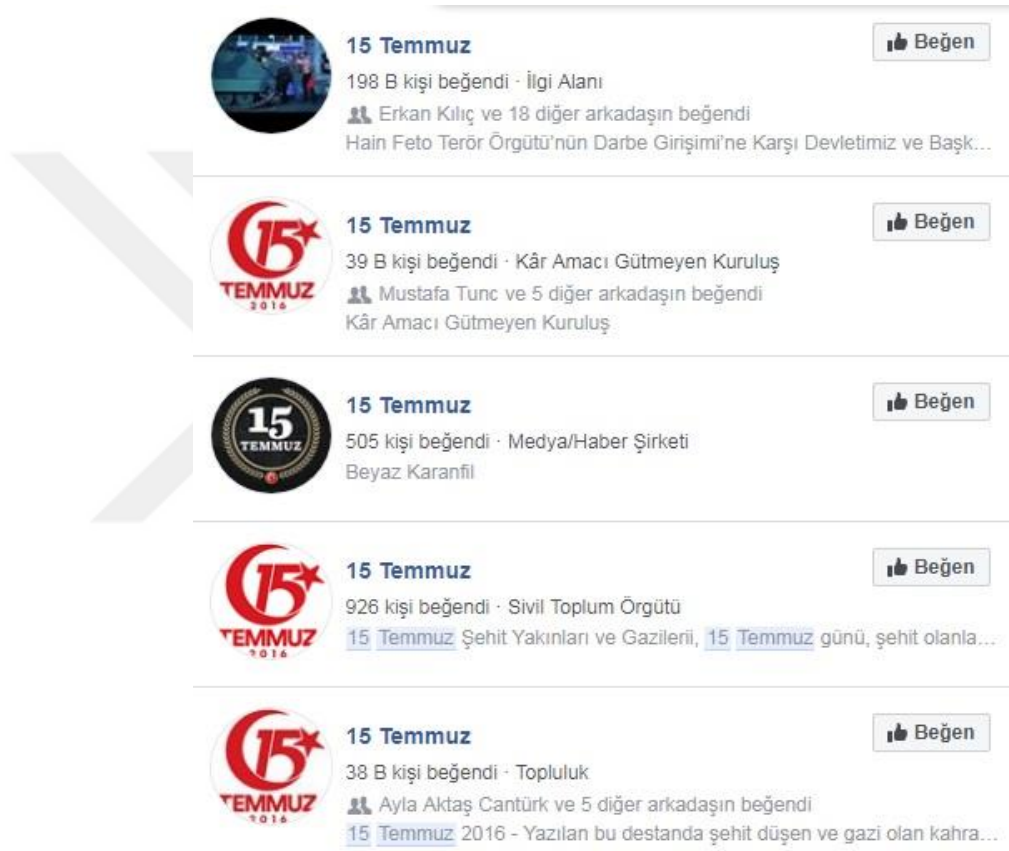 15 Temmuz
Beğen
198 B kişi beğendi · İlgi Alanı
Erkan Kılıç ve 18 diğer arkadaşın beğendi
Hain Feto Terör Örgütü'nün Darbe Girişimi'ne Karşı Devletimiz ve Başk...
15
TEMMUZ
2016
15 Temmuz
Beğen
39 B kişi beğendi · Kâr Amacı Gütmeyen Kuruluş
Mustafa Tunc ve 5 diğer arkadaşın beğendi
Kâr Amacı Gütmeyen Kuruluş
15
TEMMUZ
15 Temmuz
Beğen
505 kişi beğendi · Medya/Haber Şirketi
Beyaz Karanfil
15
TEMMUZ
2016
15 Temmuz
Beğen
926 kişi beğendi · Sivil Toplum Örgütü
15 Temmuz Şehit Yakınları ve Gazilerii, 15 Temmuz günü, şehit olanla...
15
TEMMUZ
2016
15 Temmuz
Beğen
38 B kişi beğendi · Topluluk
Ayla Aktaş Cantürk ve 5 diğer arkadaşın beğendi
15 Temmuz 2016 - Yazılan bu destanda şehit düşen ve gazi olan kahra...